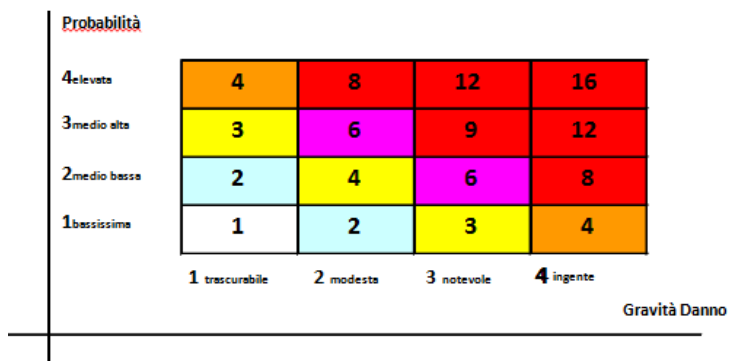 Probabilità
4elevata 4 8 12 16
3medio alta 3 6 9 12
2medio bassa 2 4 6 8
1bassissima 1 2 3 4
1 trascurabile 2 modesta 3 notevole 4 ingente
Gravità Danno